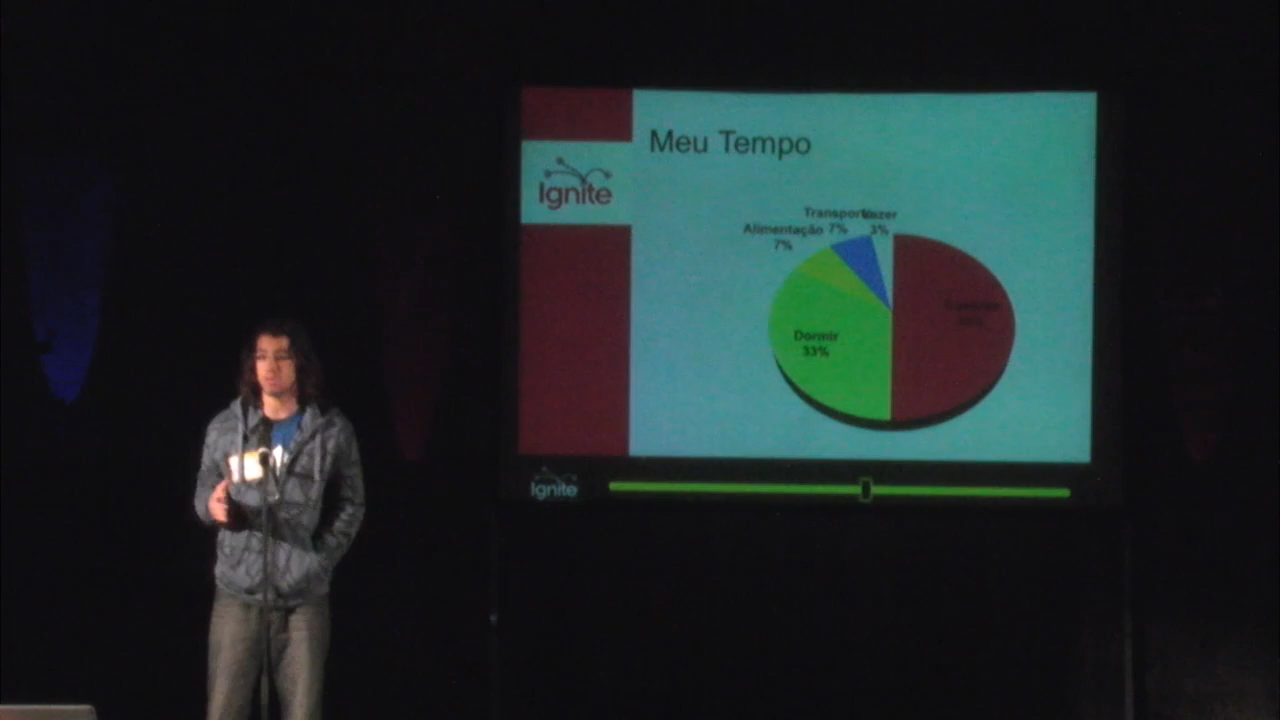 Meu Tempo
Ignite
Lazer
3%
Transporte
7%
Alimentação
7%
Dormir
33%
Ignite